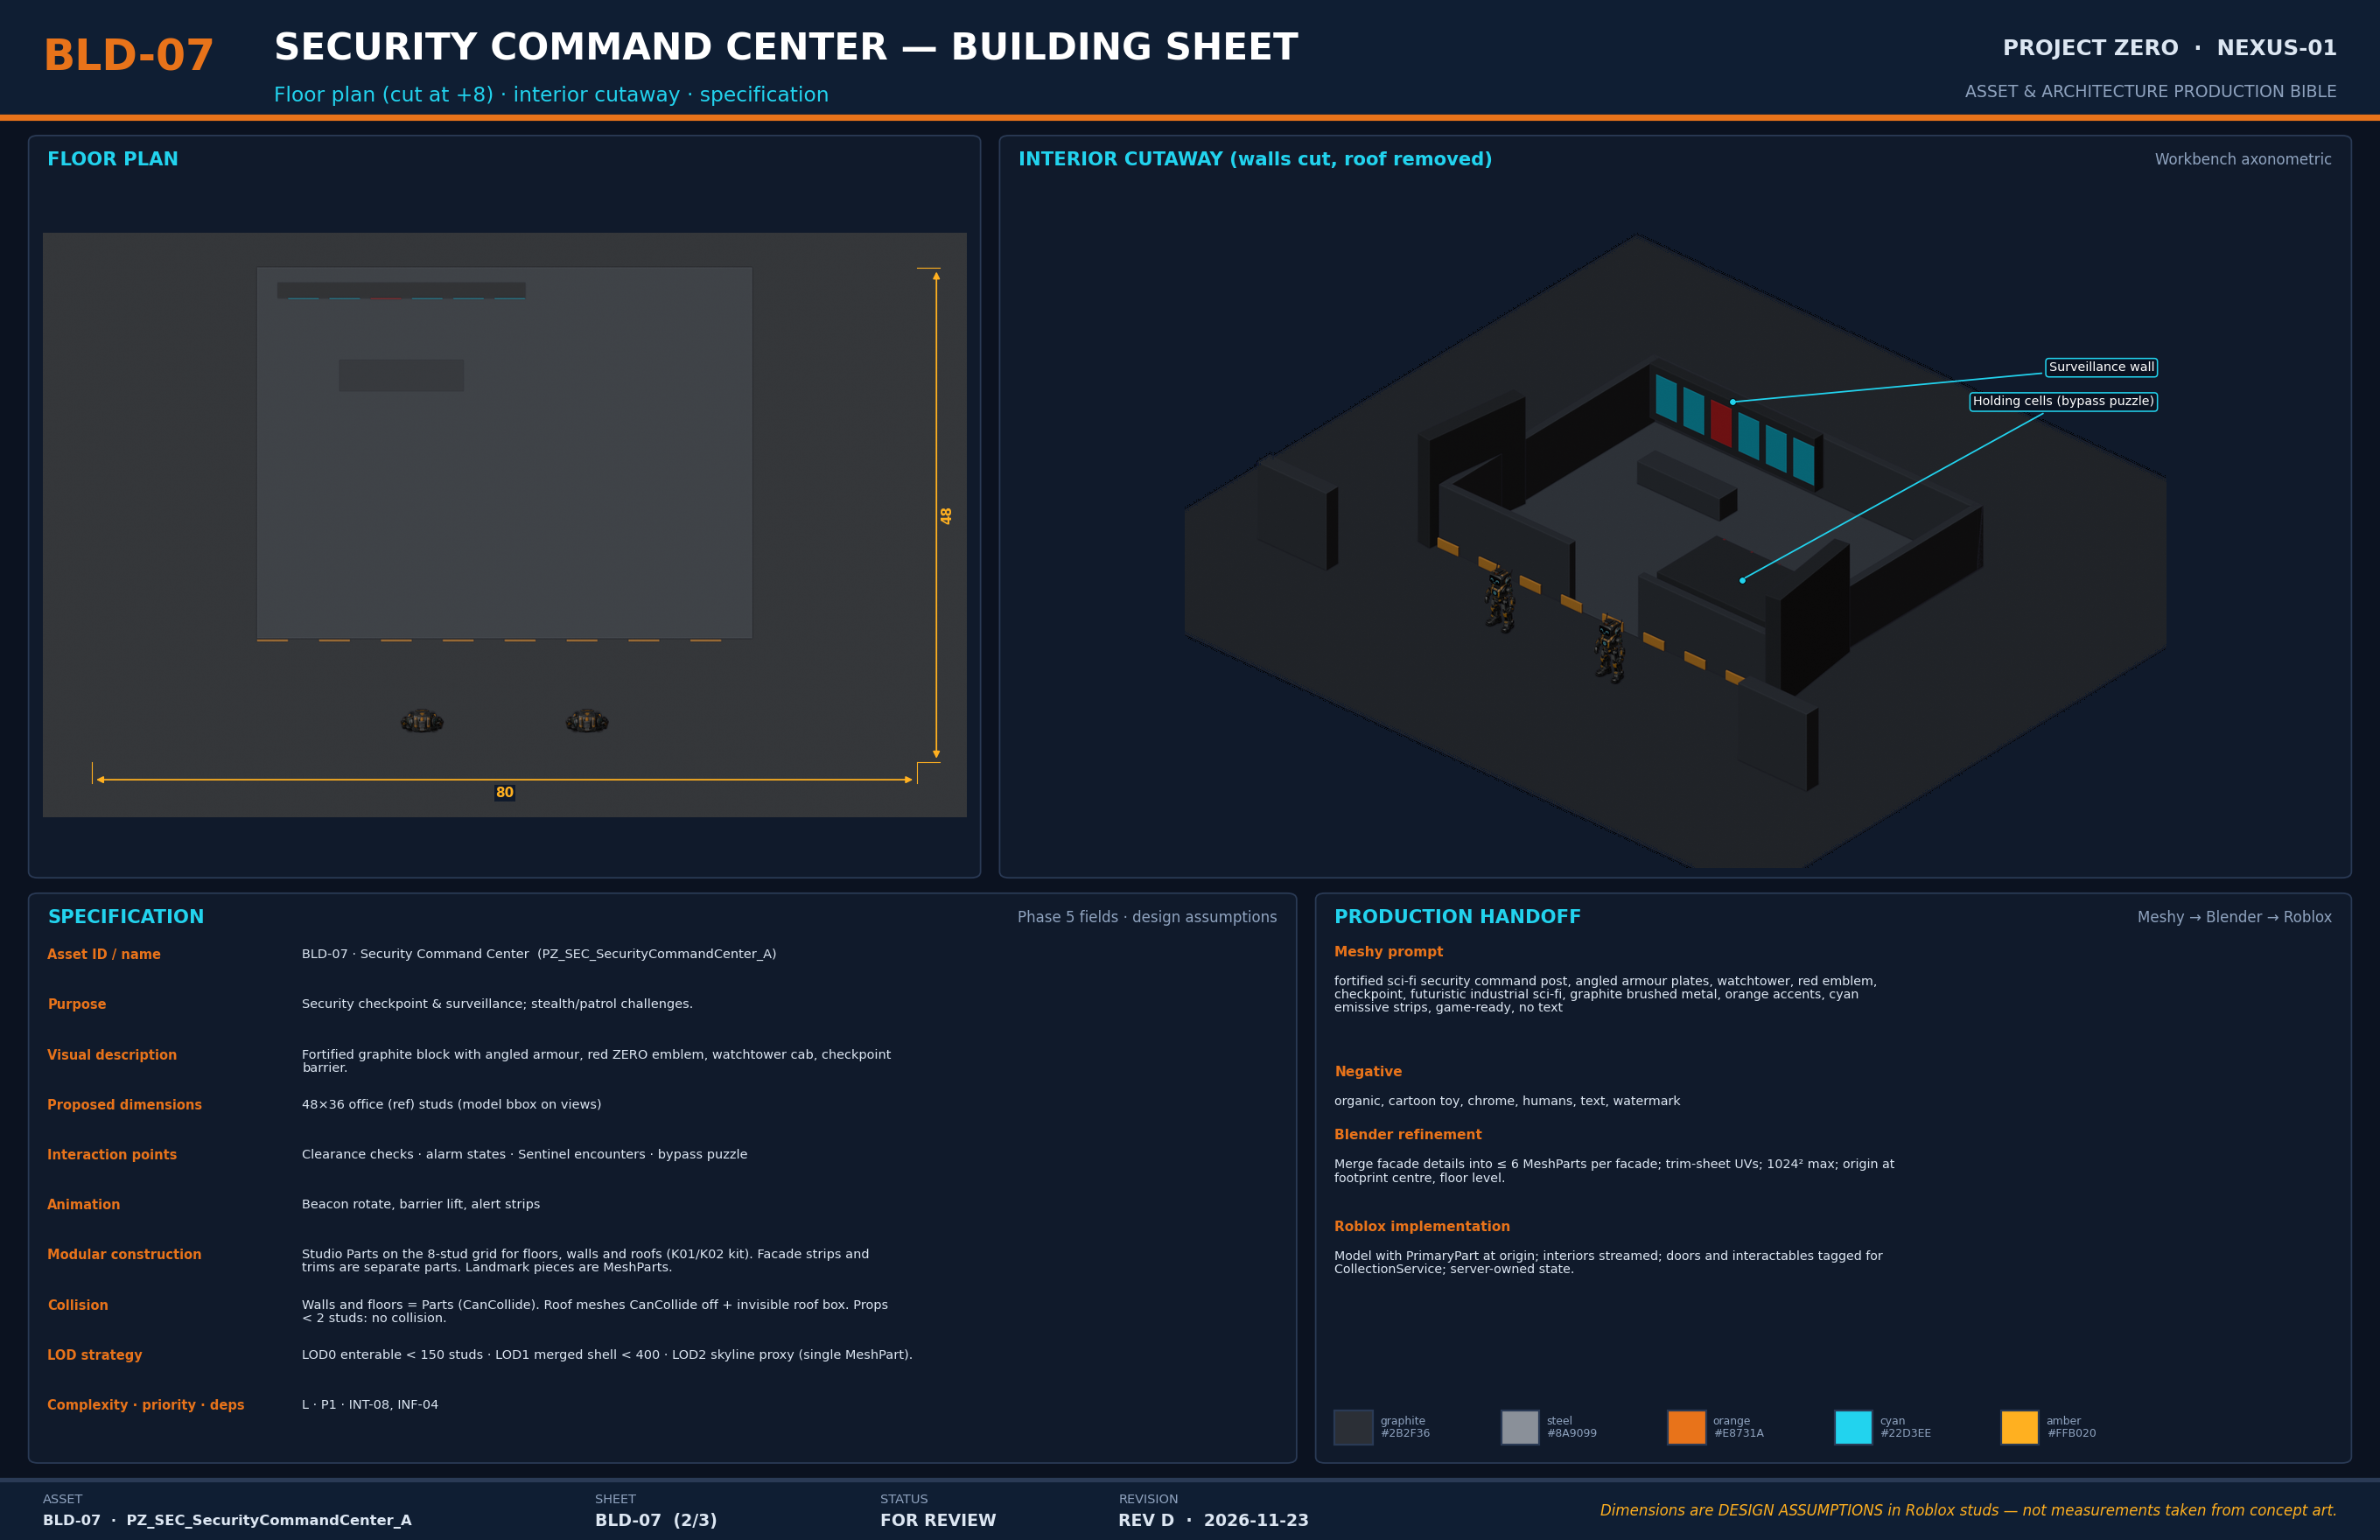 BLD-07
SECURITY COMMAND CENTER — BUILDING SHEET
Floor plan (cut at +8) · interior cutaway · specification
PROJECT ZERO · NEXUS-01
ASSET & ARCHITECTURE PRODUCTION BIBLE
FLOOR PLAN
48
80
INTERIOR CUTAWAY (walls cut, roof removed)
Workbench axonometric
Surveillance wall
Holding cells (bypass puzzle)
SPECIFICATION
Phase 5 fields · design assumptions
Asset ID / name
BLD-07 · Security Command Center (PZ_SEC_SecurityCommandCenter_A)
Purpose
Security checkpoint & surveillance; stealth/patrol challenges.
Visual description
Fortified graphite block with angled armour, red ZERO emblem, watchtower cab, checkpoint
barrier.
Proposed dimensions
48×36 office (ref) studs (model bbox on views)
Interaction points
Clearance checks · alarm states · Sentinel encounters · bypass puzzle
Animation
Beacon rotate, barrier lift, alert strips
Modular construction
Studio Parts on the 8-stud grid for floors, walls and roofs (K01/K02 kit). Facade strips and
trims are separate parts. Landmark pieces are MeshParts.
Collision
Walls and floors = Parts (CanCollide). Roof meshes CanCollide off + invisible roof box. Props
< 2 studs: no collision.
LOD strategy
LOD0 enterable < 150 studs · LOD1 merged shell < 400 · LOD2 skyline proxy (single MeshPart).
Complexity · priority · deps
L · P1 · INT-08, INF-04
PRODUCTION HANDOFF
Meshy → Blender → Roblox
Meshy prompt
fortified sci-fi security command post, angled armour plates, watchtower, red emblem,
checkpoint, futuristic industrial sci-fi, graphite brushed metal, orange accents, cyan
emissive strips, game-ready, no text
Negative
organic, cartoon toy, chrome, humans, text, watermark
Blender refinement
Merge facade details into ≤ 6 MeshParts per facade; trim-sheet UVs; 1024² max; origin at
footprint centre, floor level.
Roblox implementation
Model with PrimaryPart at origin; interiors streamed; doors and interactables tagged for
CollectionService; server-owned state.
graphite
#2B2F36
steel
#8A9099
orange
#E8731A
cyan
#22D3EE
amber
#FFB020
ASSET
BLD-07 · PZ_SEC_SecurityCommandCenter_A
SHEET
BLD-07 (2/3)
STATUS
FOR REVIEW
REVISION
REV D · 2026-11-23
Dimensions are DESIGN ASSUMPTIONS in Roblox studs — not measurements taken from concept art.